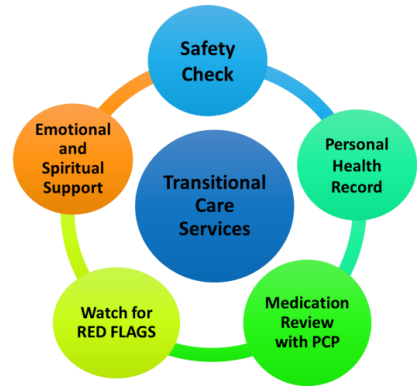 Safety
Check
Personal
Health
Record
Medication
Review
with PCP
Watch for
RED FLAGS
Emotional
and
Spiritual
Support
Transitional
Care
Services